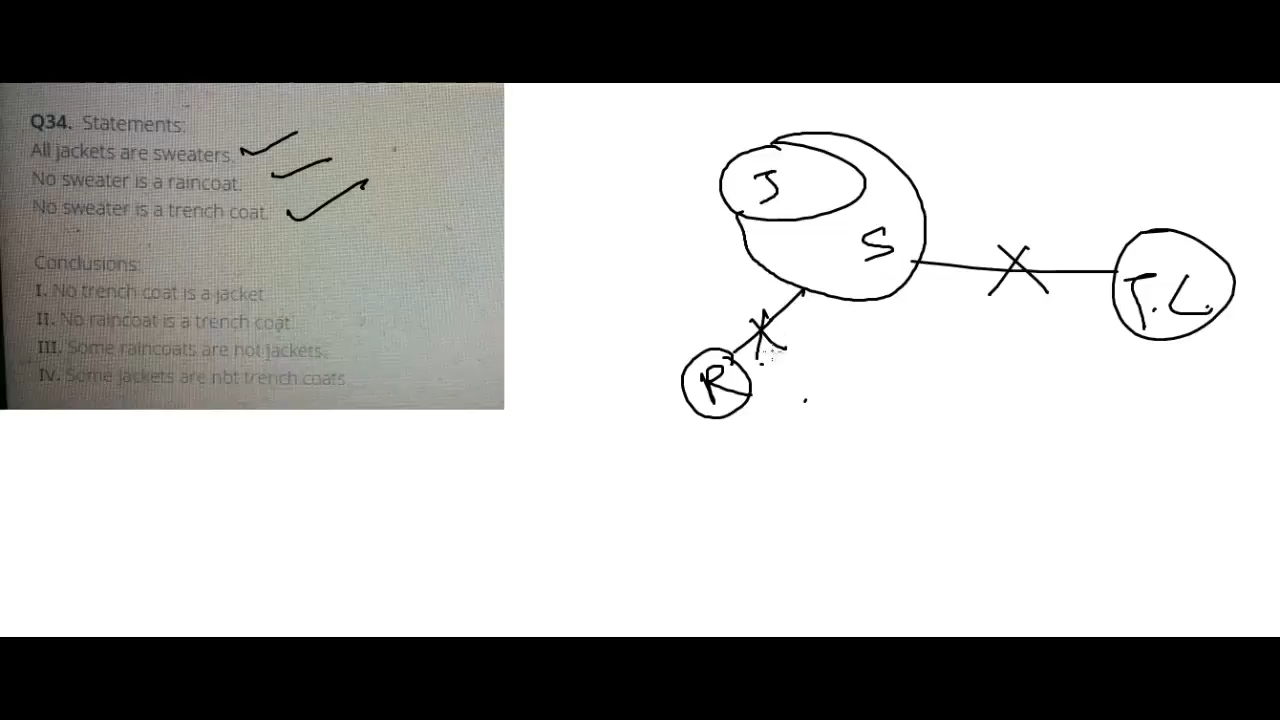 Q34. Statements:
All jackets are sweaters.
No sweater is a raincoat.
No sweater is a trench coat.
Conclusions:
I. No trench coat is a jacket.
II. No raincoat is a trench coat.
III. Some raincoats are not jackets.
IV. Some jackets are not trench coats.
J
S
T.C.
R